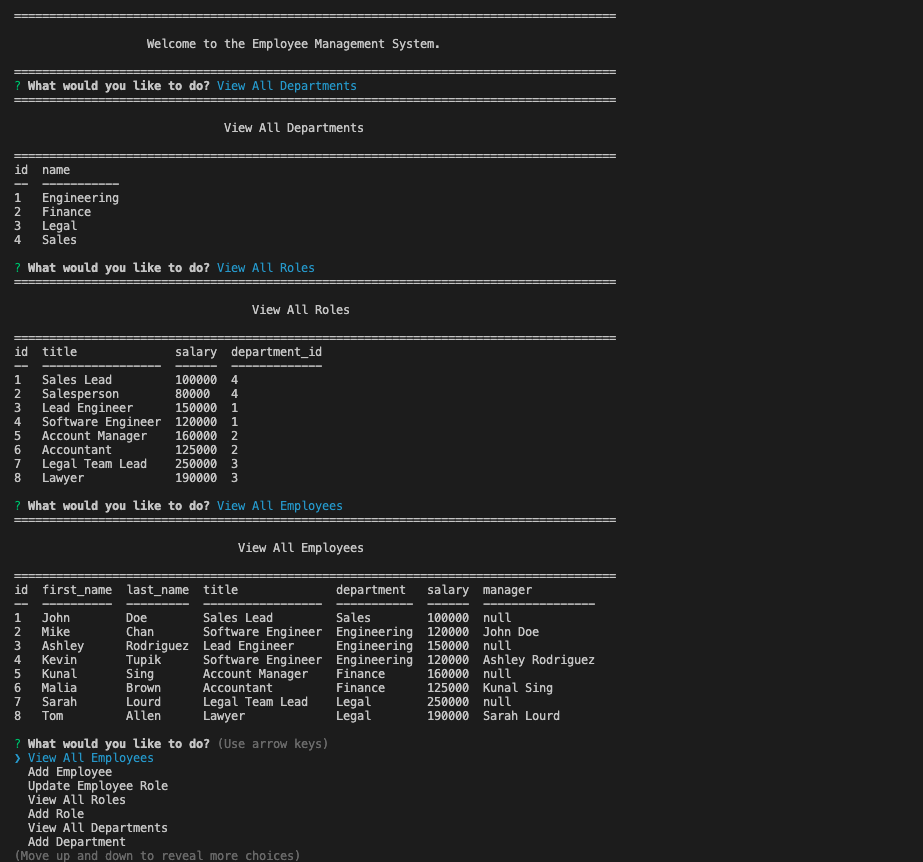 Welcome to the Employee Management System.
? What would you like to do? View All Departments
View All Departments
id  name
1   Engineering
2   Finance
3   Legal
4   Sales
? What would you like to do? View All Roles
View All Roles
id  title              salary  department_id
1   Sales Lead         100000  4
2   Salesperson        80000   4
3   Lead Engineer      150000  1
4   Software Engineer  120000  1
5   Account Manager    160000  2
6   Accountant         125000  2
7   Legal Team Lead    250000  3
8   Lawyer             190000  3
? What would you like to do? View All Employees
View All Employees
id  first_name  last_name  title              department   salary  manager
1   John        Doe        Sales Lead         Sales        100000  null
2   Mike        Chan       Software Engineer  Engineering  120000  John Doe
3   Ashley      Rodriguez  Lead Engineer      Engineering  150000  null
4   Kevin       Tupik      Software Engineer  Engineering  120000  Ashley Rodriguez
5   Kunal       Sing       Account Manager    Finance      160000  null
6   Malia       Brown      Accountant         Finance      125000  Kunal Sing
7   Sarah       Lourd      Legal Team Lead    Legal        250000  null
8   Tom         Allen      Lawyer             Legal        190000  Sarah Lourd
? What would you like to do? (Use arrow keys)
❯ View All Employees
Add Employee
Update Employee Role
View All Roles
Add Role
View All Departments
Add Department
(Move up and down to reveal more choices)